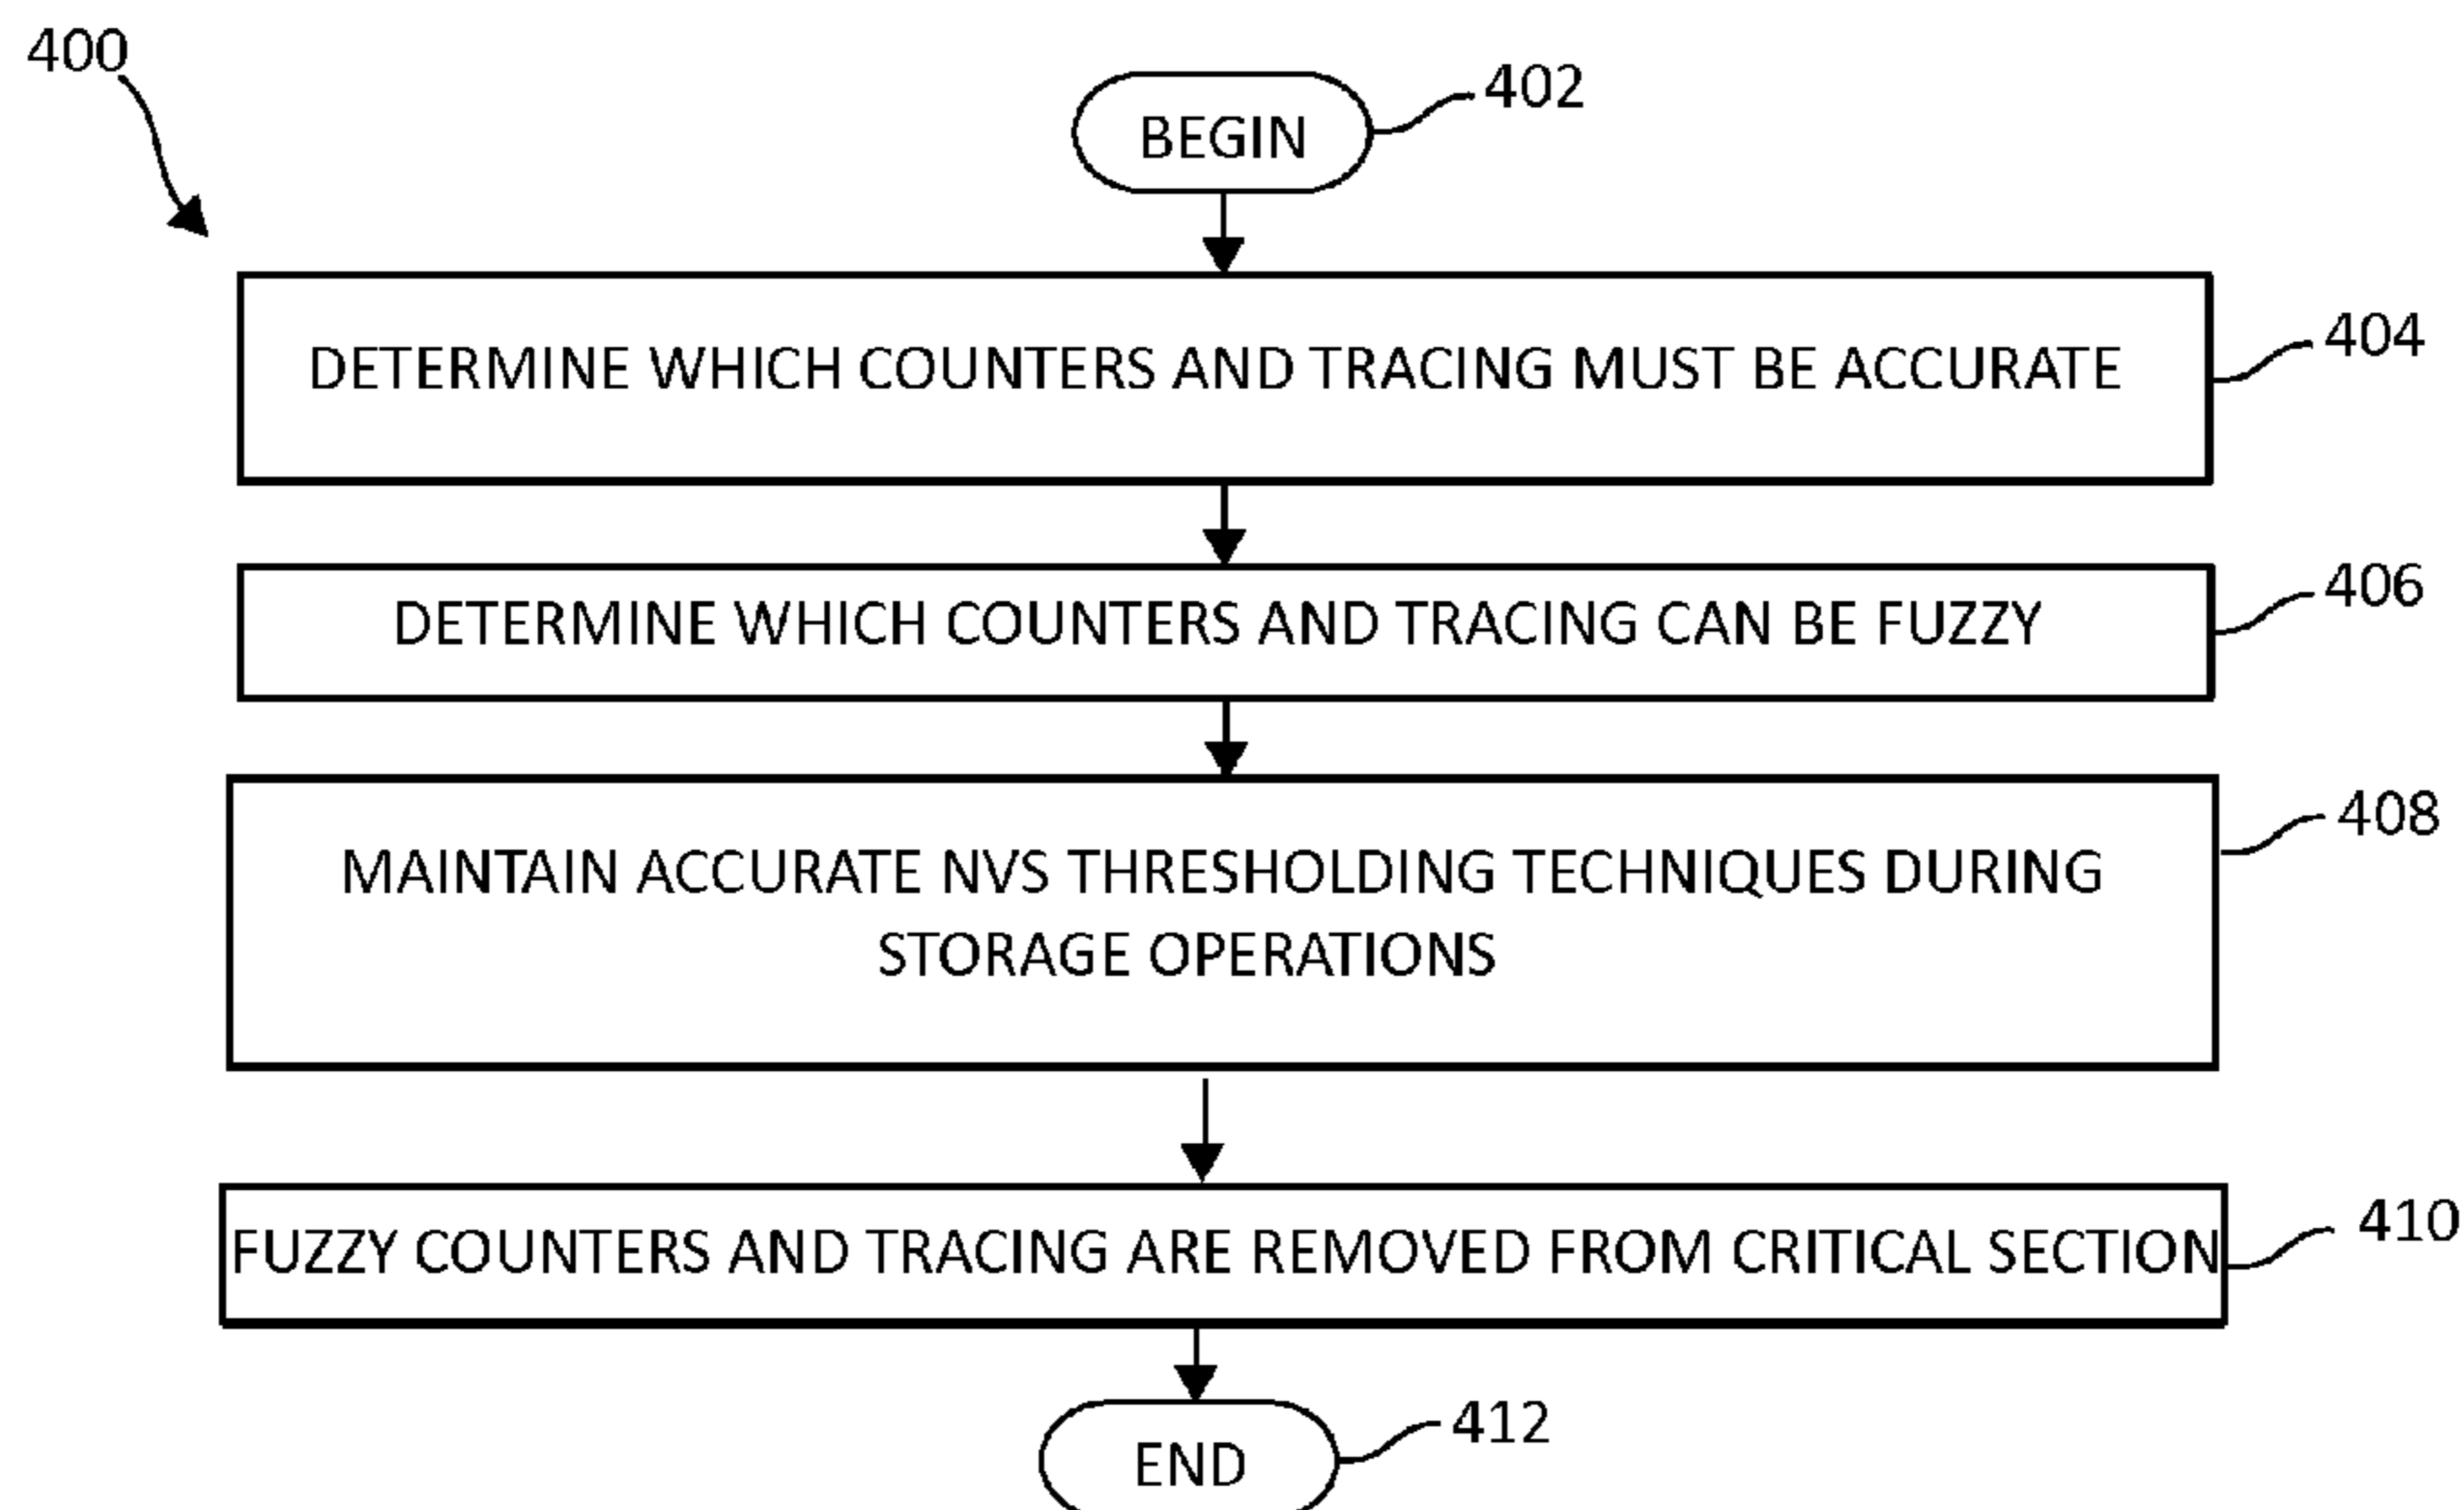 400
BEGIN
402
DETERMINE WHICH COUNTERS AND TRACING MUST BE ACCURATE
404
DETERMINE WHICH COUNTERS AND TRACING CAN BE FUZZY
406
MAINTAIN ACCURATE NVS THRESHOLDING TECHNIQUES DURING
STORAGE OPERATIONS
408
FUZZY COUNTERS AND TRACING ARE REMOVED FROM CRITICAL SECTION
410
END
412